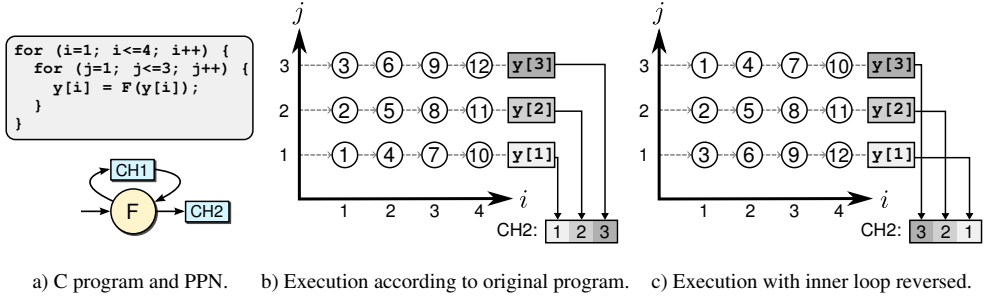 for (i=1; i<=4; i++) {
for (j=1; j<=3; j++) {
y[i] = F(y[i]);
}
}
CH1
F
CH2
j
3 3 6 9 12 y[3]
2 2 5 8 11 y[2]
1 1 4 7 10 y[1]
i
1 2 3 4
CH2: 1 2 3
j
3 1 4 7 10 y[3]
2 2 5 8 11 y[2]
1 3 6 9 12 y[1]
i
1 2 3 4
CH2: 3 2 1
a) C program and PPN.
b) Execution according to original program.
c) Execution with inner loop reversed.